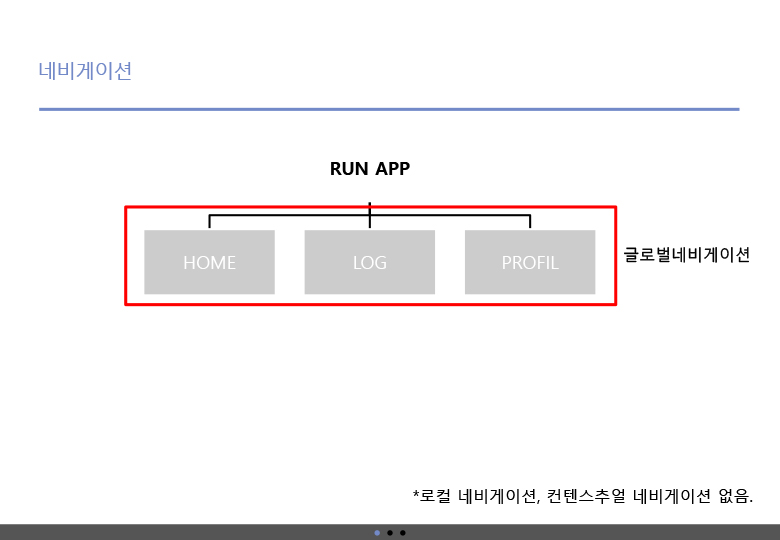 네비게이션
RUN APP
HOME
LOG
PROFIL
글로벌네비게이션
*로컬 네비게이션, 컨텐스추얼 네비게이션 없음.